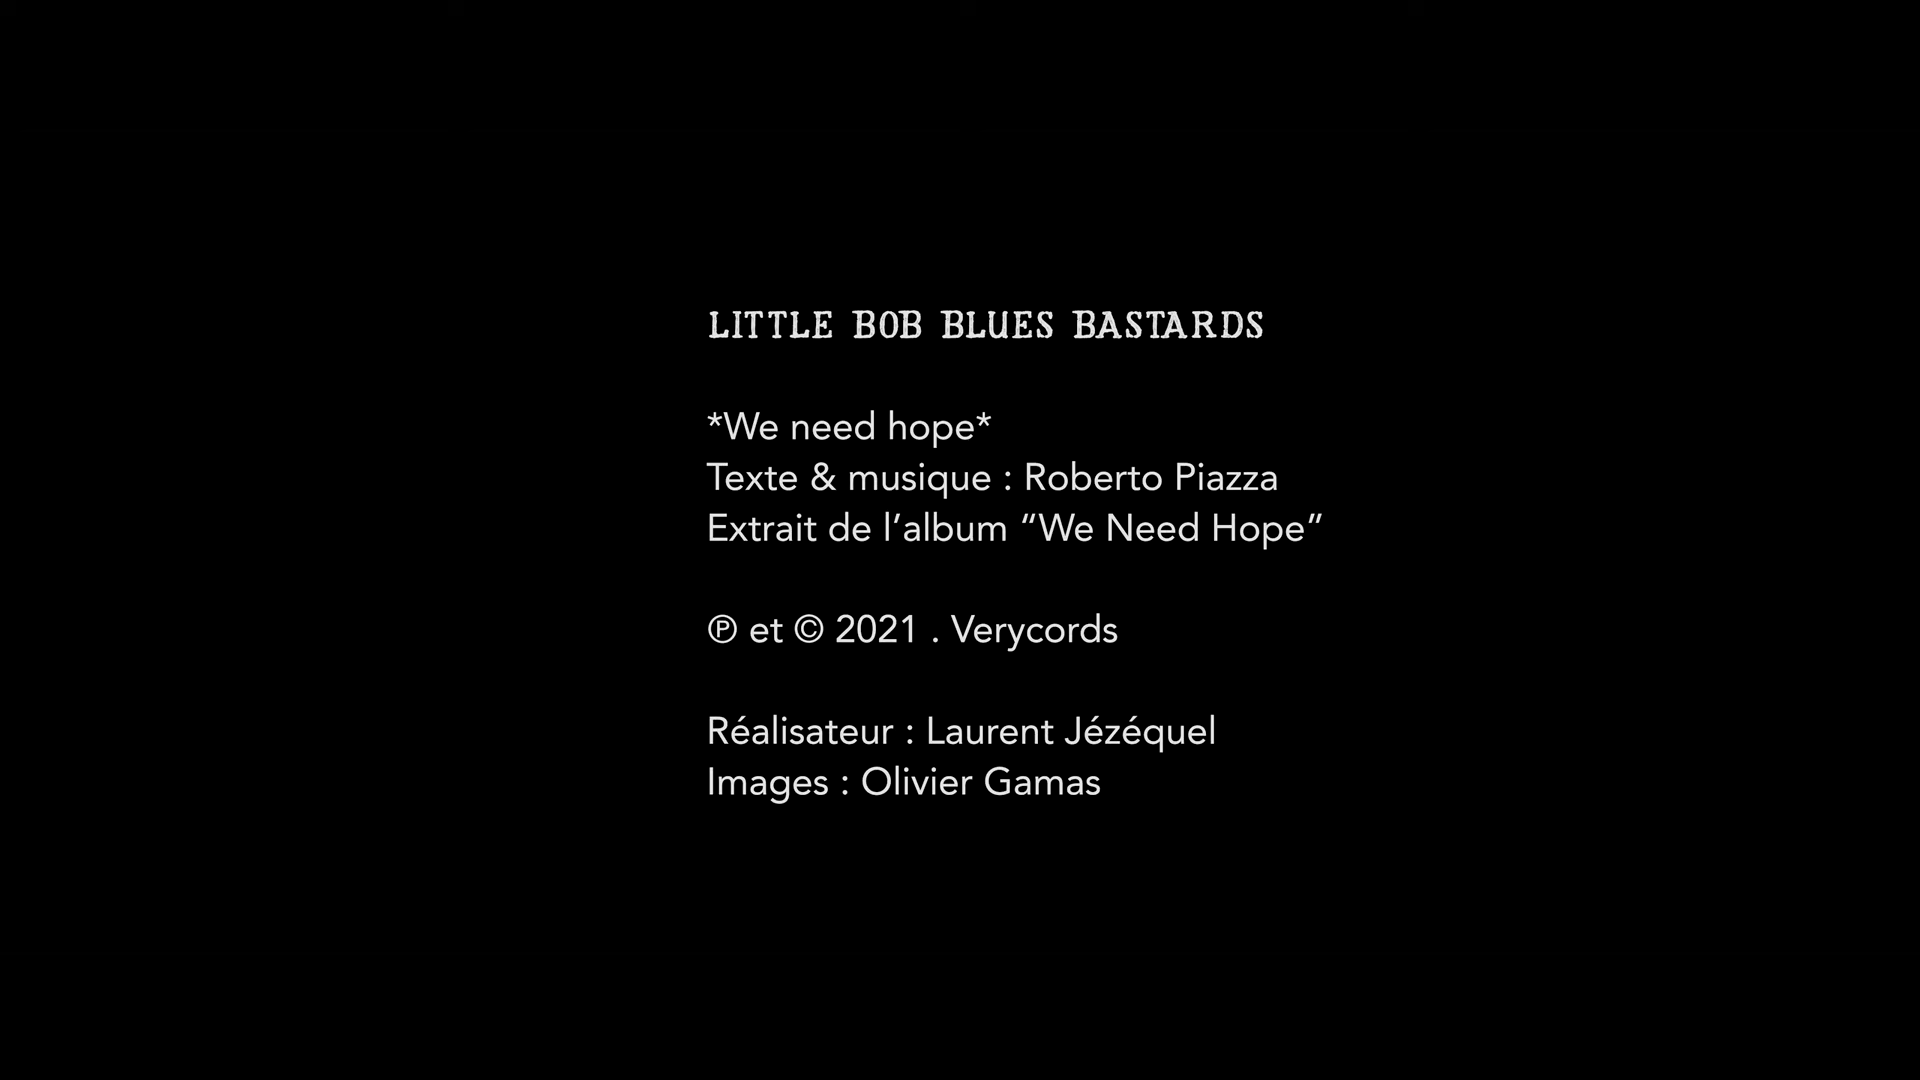 LITTLE BOB BLUES BASTARDS
*We need hope*
Texte & musique : Roberto Piazza
Extrait de l’album “We Need Hope”
℗ et © 2021 . Verycords
Réalisateur : Laurent Jézéquel
Images : Olivier Gamas